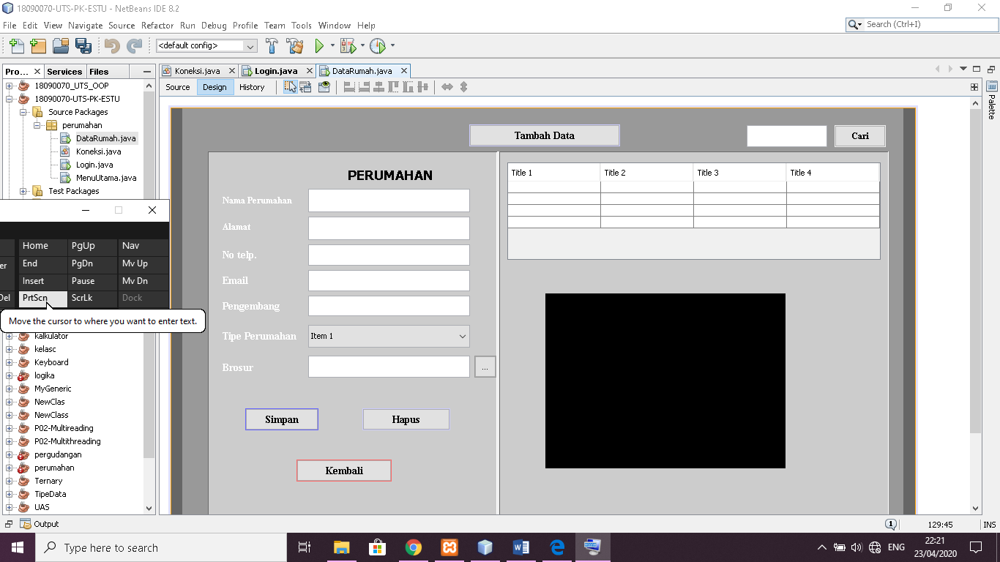 18090070-UTS-PK-ESTU - NetBeans IDE 8.2
File Edit View Navigate Source Refactor Run Debug Profile Team Tools Window Help
Search (Ctrl+I)
<default config>
Pro... Services Files
Koneksi.java Login.java DataRumah.java
Source Design History
Palette
18090070_UTS_OOP
18090070-UTS-PK-ESTU
Source Packages
perumahan
DataRumah.java
Koneksi.java
Login.java
MenuUtama.java
Test Packages
Home PgUp Nav
er End PgDn Mv Up
Insert Pause Mv Dn
Del PrtScn ScrLk Dock
Move the cursor to where you want to enter text.
kalkulator
kelasc
Keyboard
logika
MyGeneric
NewClas
NewClass
P02-Multireading
P02-Multithreading
pergudangan
perumahan
Ternary
TipeData
UAS
Tambah Data
Cari
PERUMAHAN
Nama Perumahan
Alamat
No telp.
Email
Pengembang
Tipe Perumahan Item 1
Brosur ...
Simpan Hapus
Kembali
Title 1 Title 2 Title 3 Title 4
Output
1 129:45 INS
Type here to search
ENG
22:21
23/04/2020